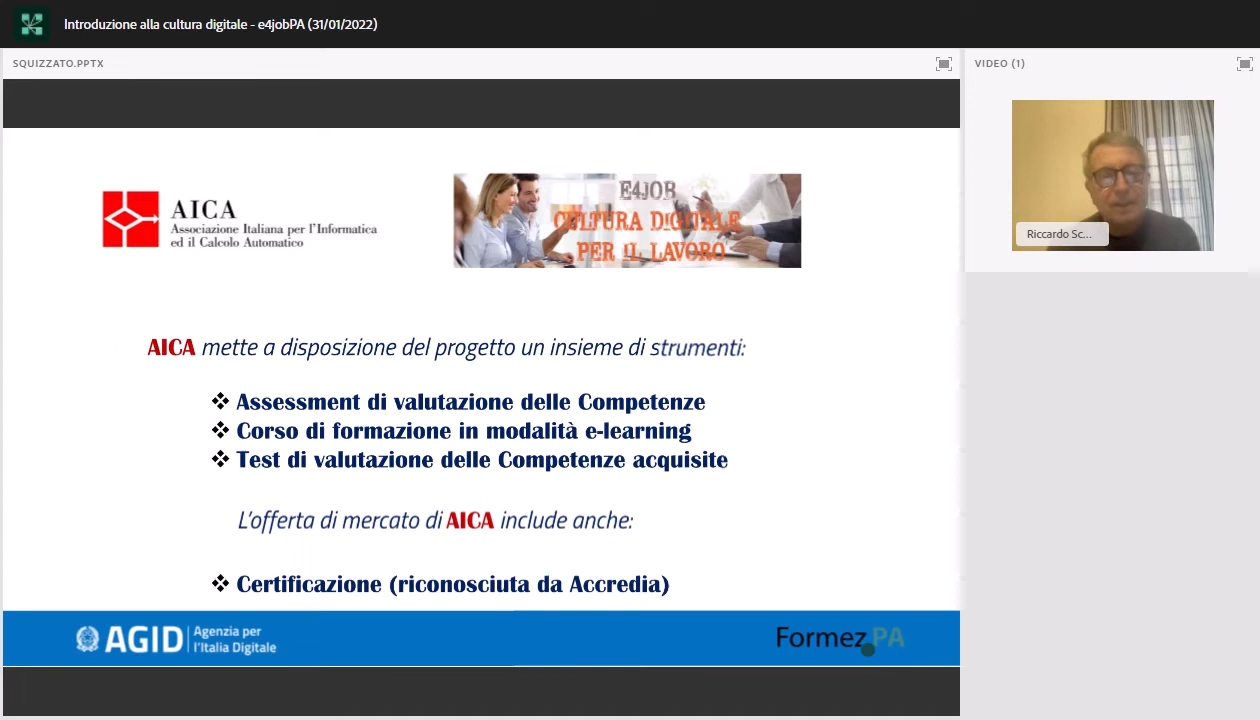 Introduzione alla cultura digitale - e4jobPA (31/01/2022)
SQUIZZATO.PPTX
VIDEO (1)
AICA
Associazione Italiana per l'Informatica
ed il Calcolo Automatico
E4JOB
CULTURA DIGITALE
PER IL LAVORO
Riccardo Sc...
AICA mette a disposizione del progetto un insieme di strumenti:
❖ Assessment di valutazione delle Competenze
❖ Corso di formazione in modalità e-learning
❖ Test di valutazione delle Competenze acquisite
L'offerta di mercato di AICA include anche:
❖ Certificazione (riconosciuta da Accredia)
AGID Agenzia per
l'Italia Digitale
Formez PA